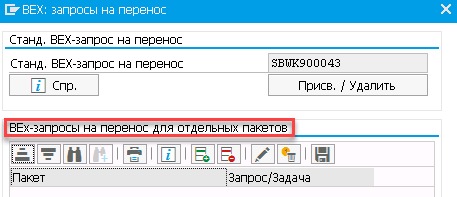 BEX: запросы на перенос
Станд. BEX-запрос на перенос
Станд. BEX-запрос на перенос SBWK900043
Спр. Присв. / Удалить
BEx-запросы на перенос для отдельных пакетов
Пакет Запрос/Задача